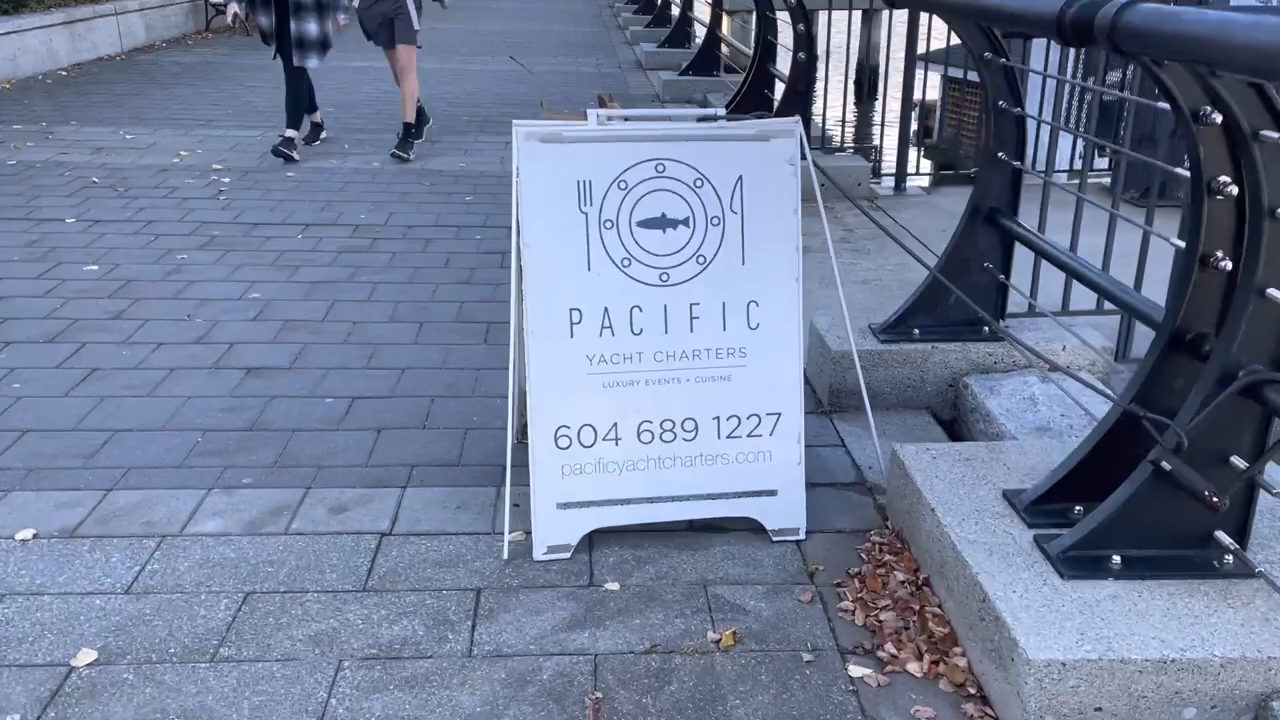 PACIFIC
YACHT CHARTERS
LUXURY EVENTS + CUISINE
604 689 1227
pacificyachtcharters.com